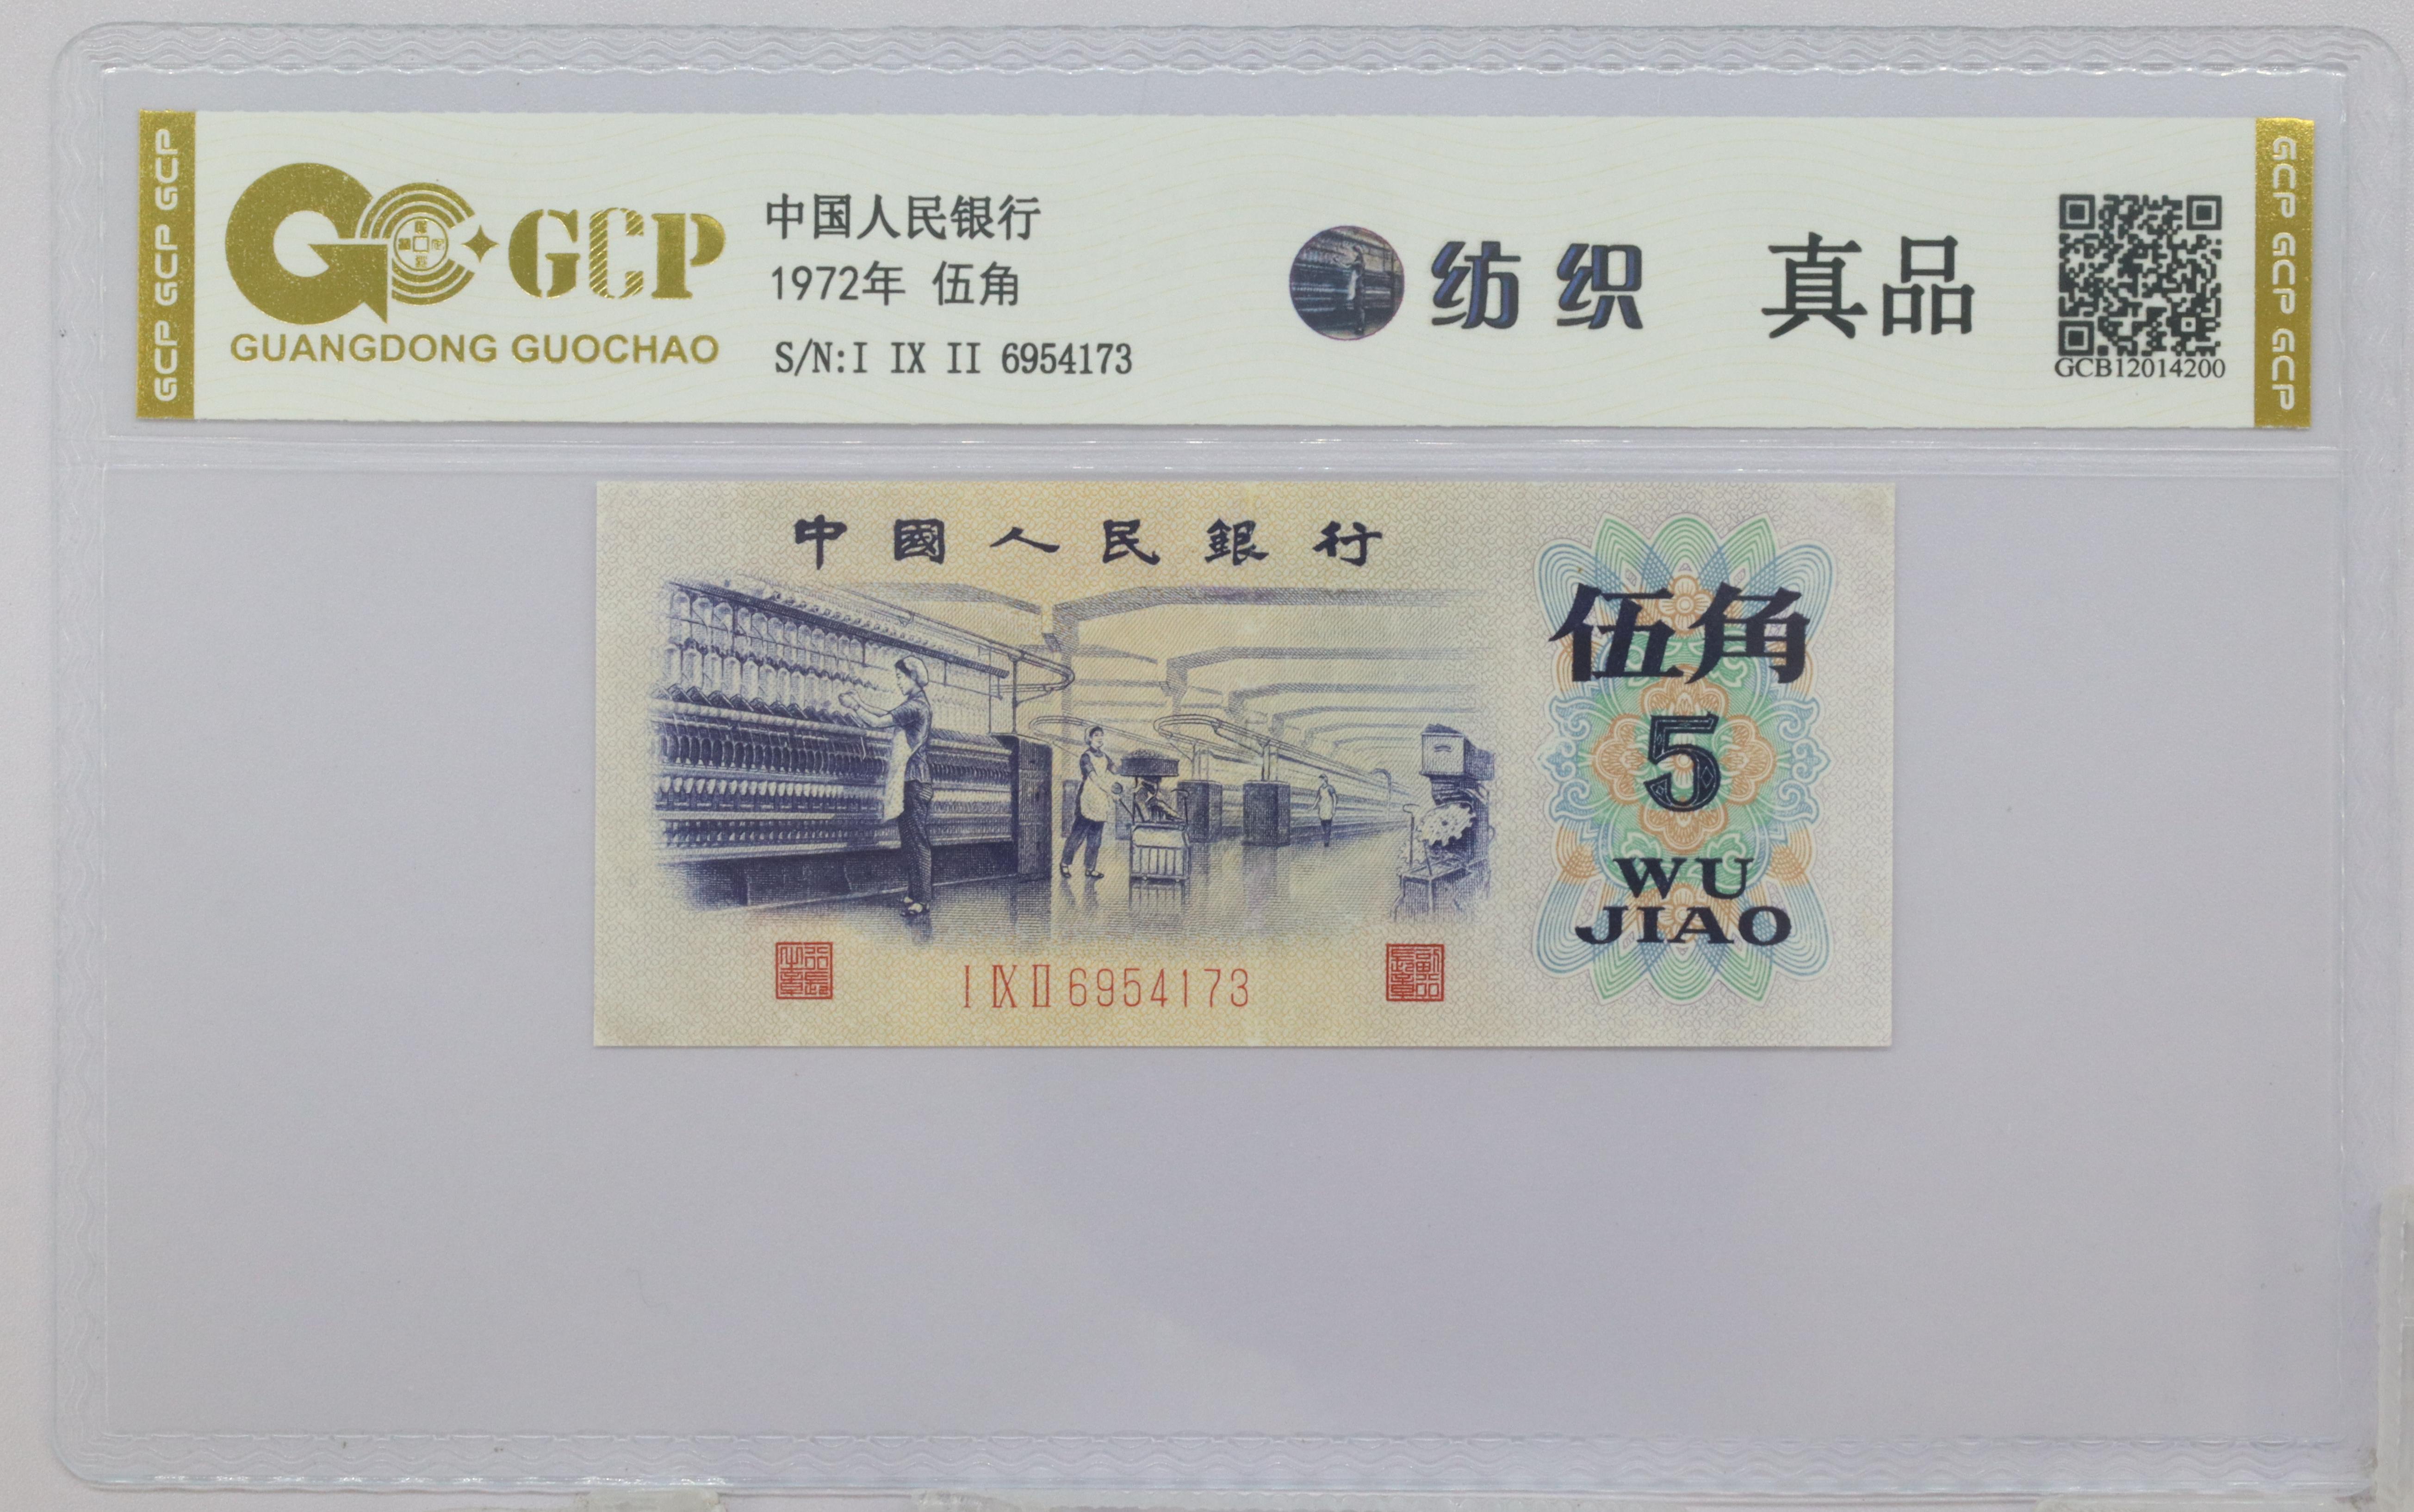 GCP GCP GCP
GCP
GUANGDONG GUOCHAO
中国人民银行
1972年 伍角
S/N:I IX II 6954173
纺织
真品
GCB12014200
GCP GCP GCP
中國人民銀行
伍角
5
WU
JIAO
I IX II 6954173